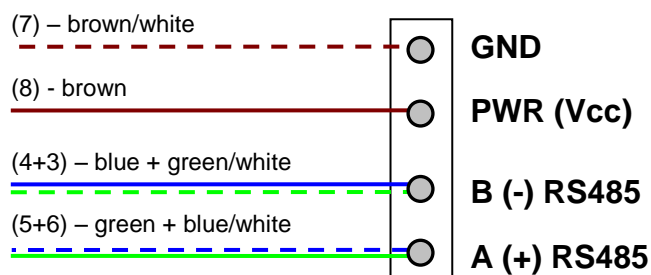 (7) – brown/white
GND
(8) - brown
PWR (Vcc)
(4+3) – blue + green/white
B (-) RS485
(5+6) – green + blue/white
A (+) RS485